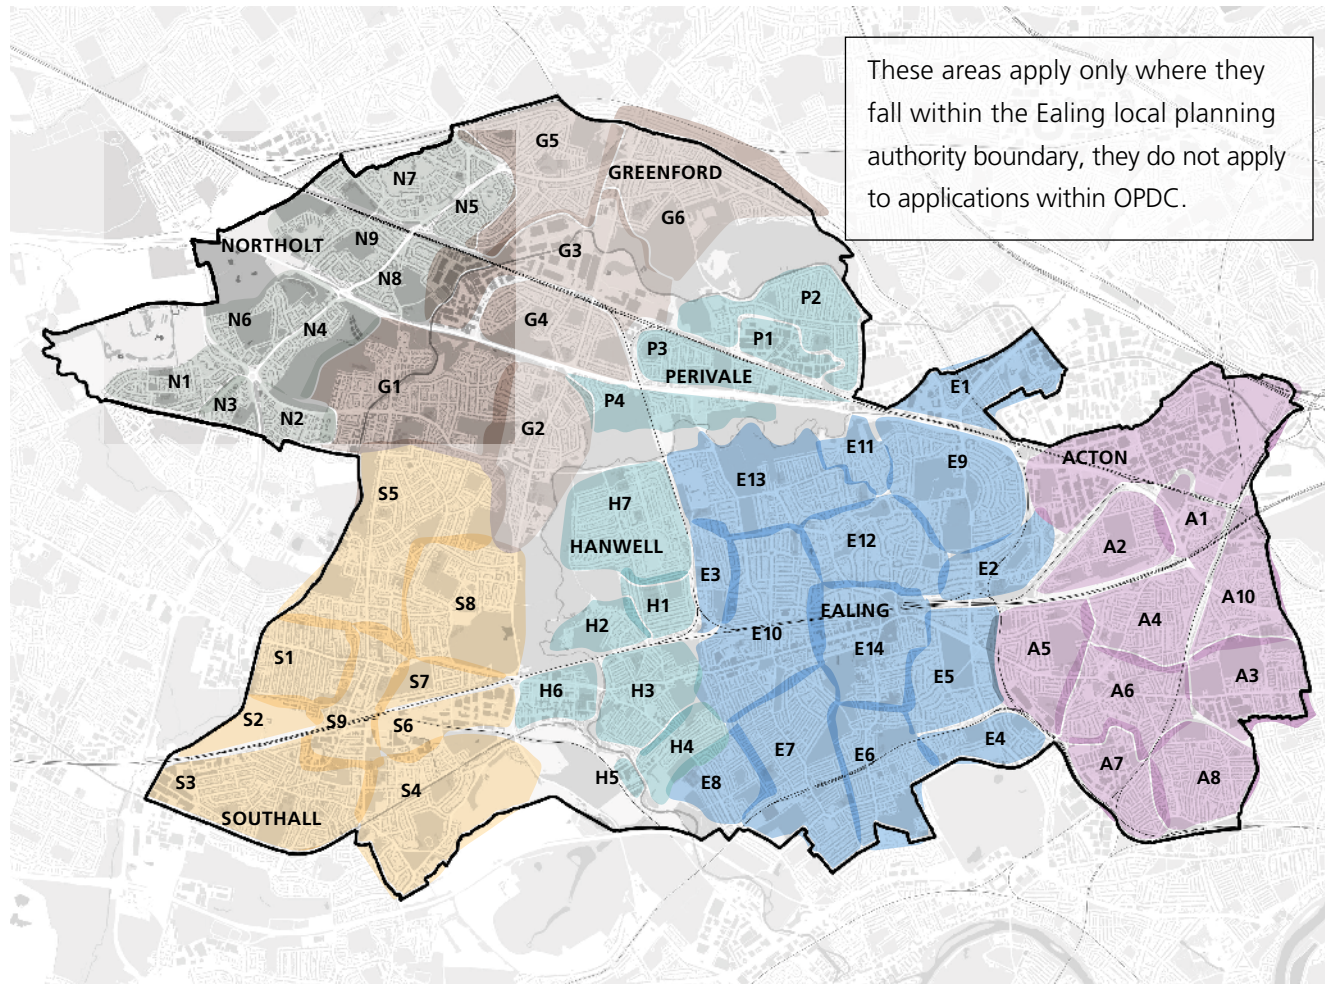 These areas apply only where they
fall within the Ealing local planning
authority boundary, they do not apply
to applications within OPDC.
G5
GREENFORD
N7
N5
G6
NORTHOLT
N9
G3
N8
P2
N6
N4
G4
P1
P3
PERIVALE
N1
G1
E1
N3
P4
N2
G2
E11
ACTON
E9
E13
S5
H7
A1
HANWELL
E12
A2
E3
E2
S8
H1
EALING
A10
H2
A4
E10
S1
E14
A5
S7
E5
A3
H6
H3
A6
S2
S9
S6
H4
E7
E6
E4
S3
H5
E8
A7
A8
S4
SOUTHALL